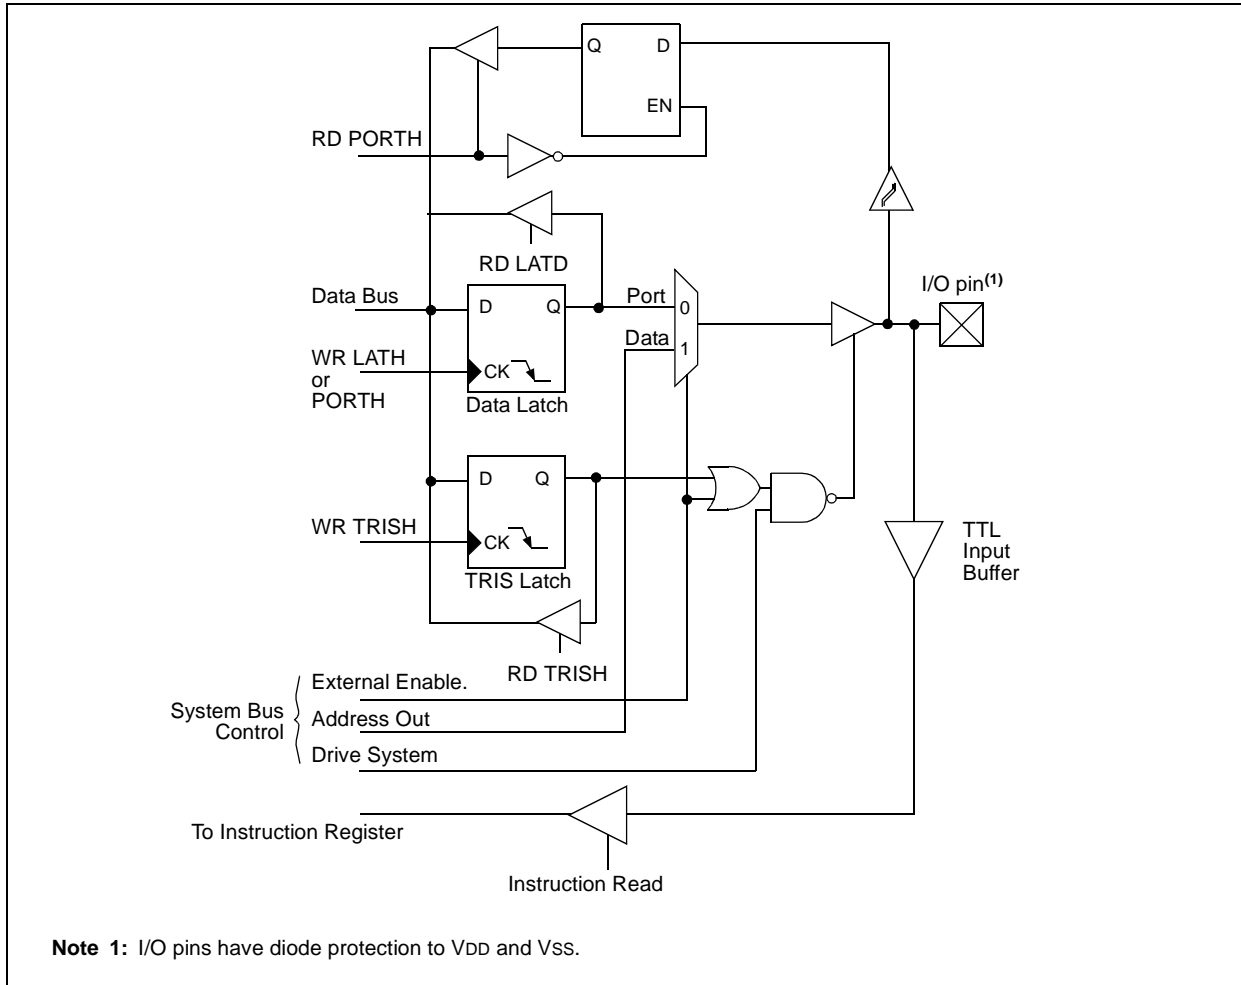 Q D
EN
RD PORTH
RD LATD
I/O pin(1)
Data Bus
D Q
Port
0
Data
1
WR LATH
or
PORTH
CK
Data Latch
D Q
WR TRISH
CK
TRIS Latch
TTL
Input
Buffer
RD TRISH
System Bus
Control
External Enable.
Address Out
Drive System
To Instruction Register
Instruction Read
Note 1: I/O pins have diode protection to VDD and VSS.